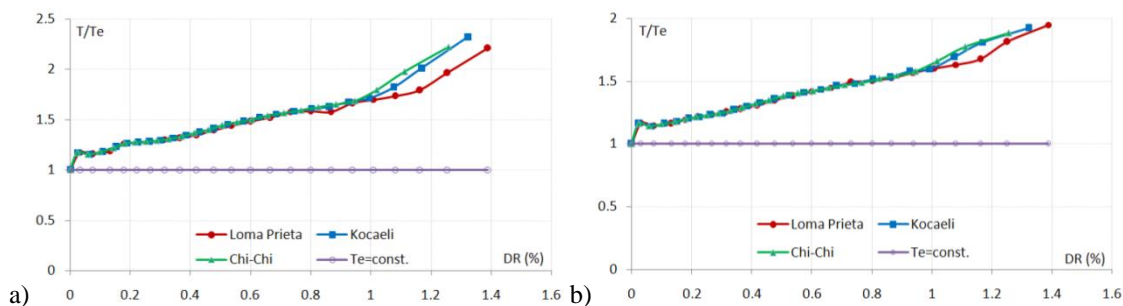 2.5
T/Te
2
1.5
1
0.5
Loma Prieta
Kocaeli
Chi-Chi
Te=const.
DR (%)
0
a)
0 0.2 0.4 0.6 0.8 1 1.2 1.4 1.6
2
T/Te
1.5
1
0.5
Loma Prieta
Kocaeli
Chi-Chi
Te=const.
DR (%)
0
b)
0 0.2 0.4 0.6 0.8 1 1.2 1.4 1.6